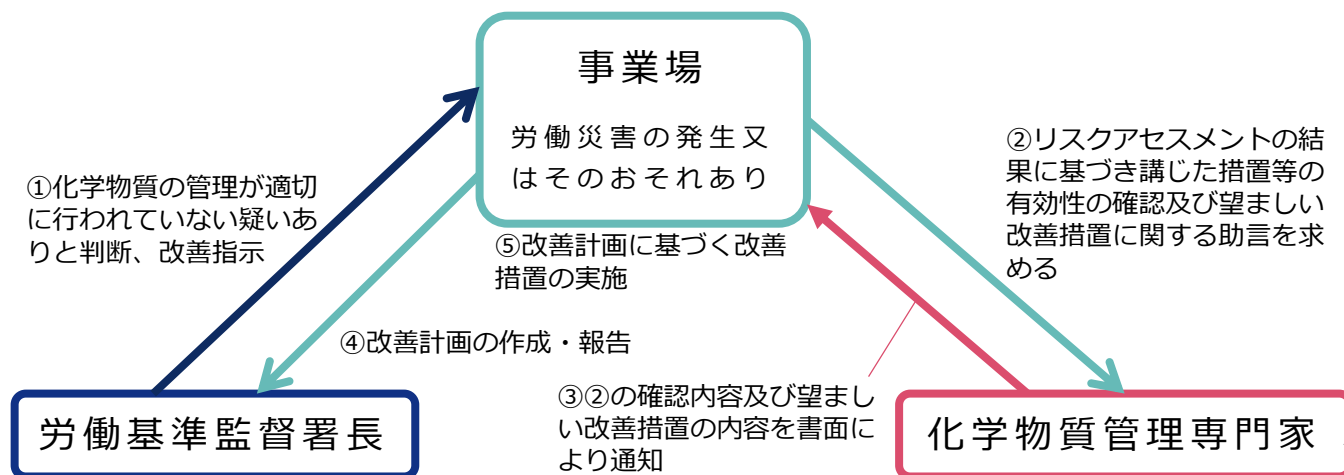 事業場
労働災害の発生又
はそのおそれあり
①化学物質の管理が適切
に行われていない疑いあ
りと判断、改善指示
②リスクアセスメントの結
果に基づき講じた措置等の
有効性の確認及び望ましい
改善措置に関する助言を求
める
⑤改善計画に基づく改善
措置の実施
④改善計画の作成・報告
③②の確認内容及び望まし
い改善措置の内容を書面に
より通知
労働基準監督署長
化学物質管理専門家